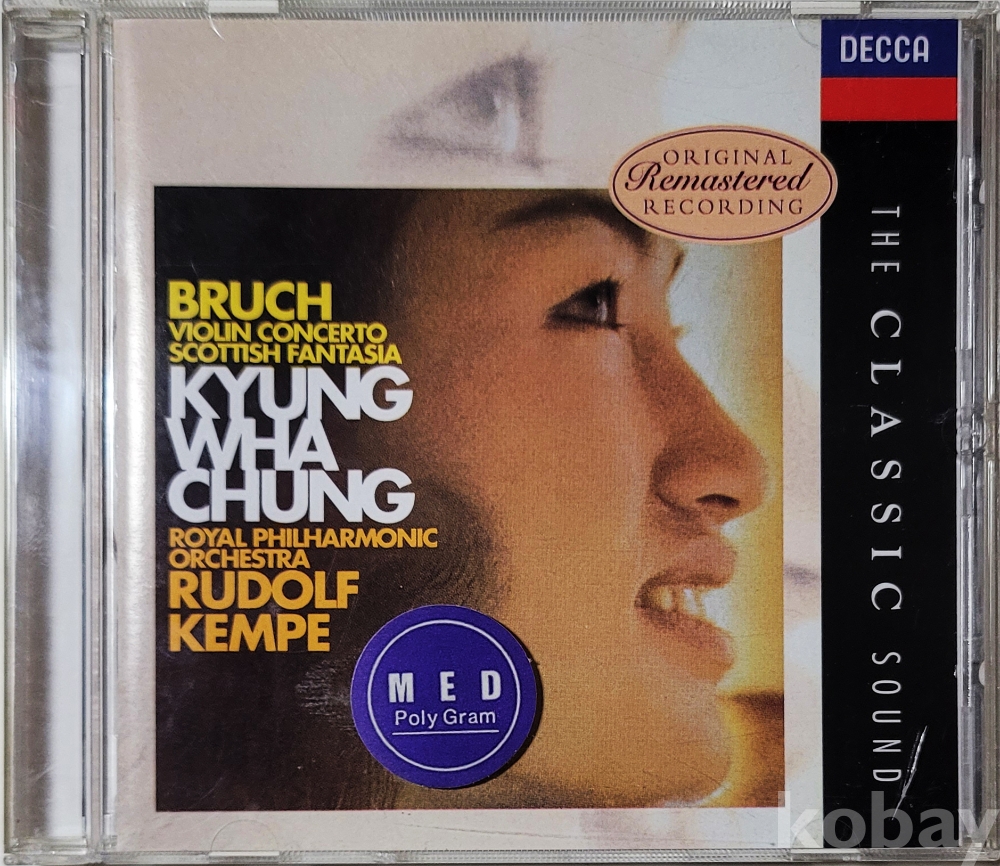 DECCA
ORIGINAL
Remastered
RECORDING
THE CLASSIC SOUND
BRUCH
VIOLIN CONCERTO
SCOTTISH FANTASIA
KYUNG
WHA
CHUNG
ROYAL PHILHARMONIC
ORCHESTRA
RUDOLF
KEMPE
MED
Poly Gram
kobay